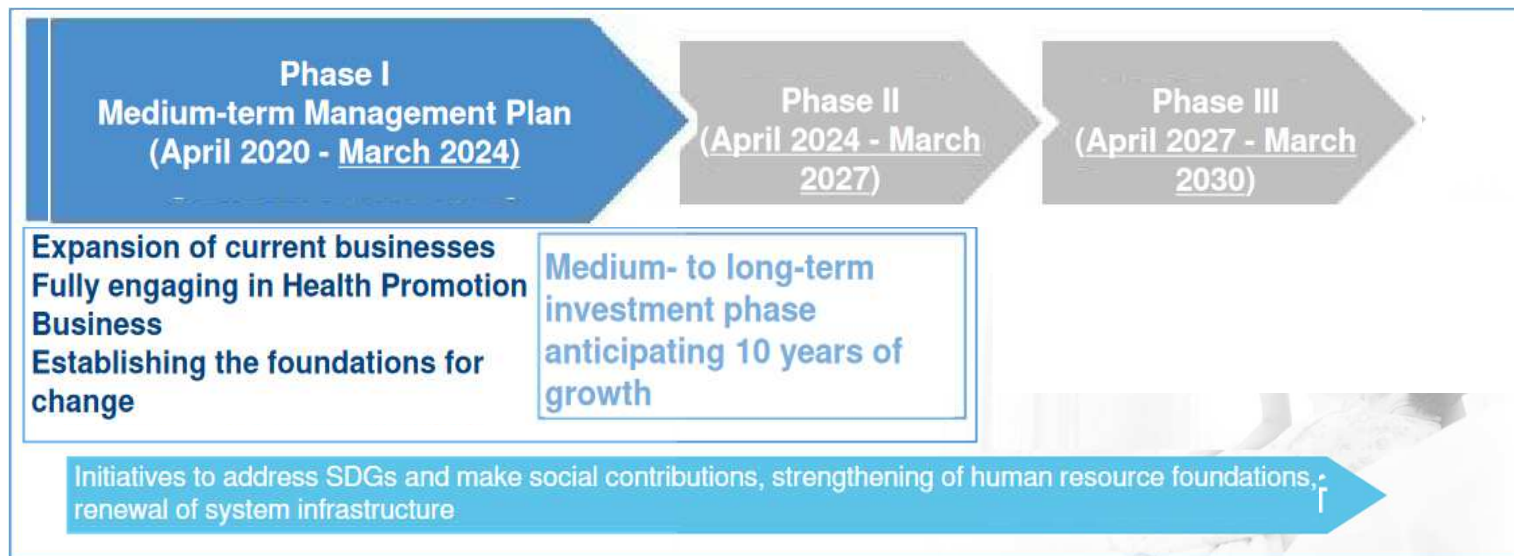 Phase I
Medium-term Management Plan
(April 2020 - March 2024)
Phase II
(April 2024 - March
2027)
Phase III
(April 2027 - March
2030)
Expansion of current businesses
Fully engaging in Health Promotion
Business
Establishing the foundations for
change
Medium- to long-term
investment phase
anticipating 10 years of
growth
Initiatives to address SDGs and make social contributions, strengthening of human resource foundations,
renewal of system infrastructure